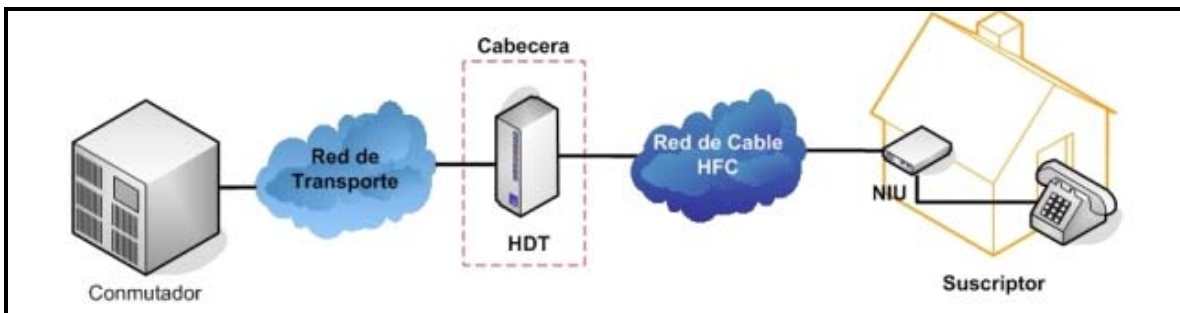 Cabecera
Red de
Transporte
Red de Cable
HFC
HDT
NIU
Conmutador
Suscriptor